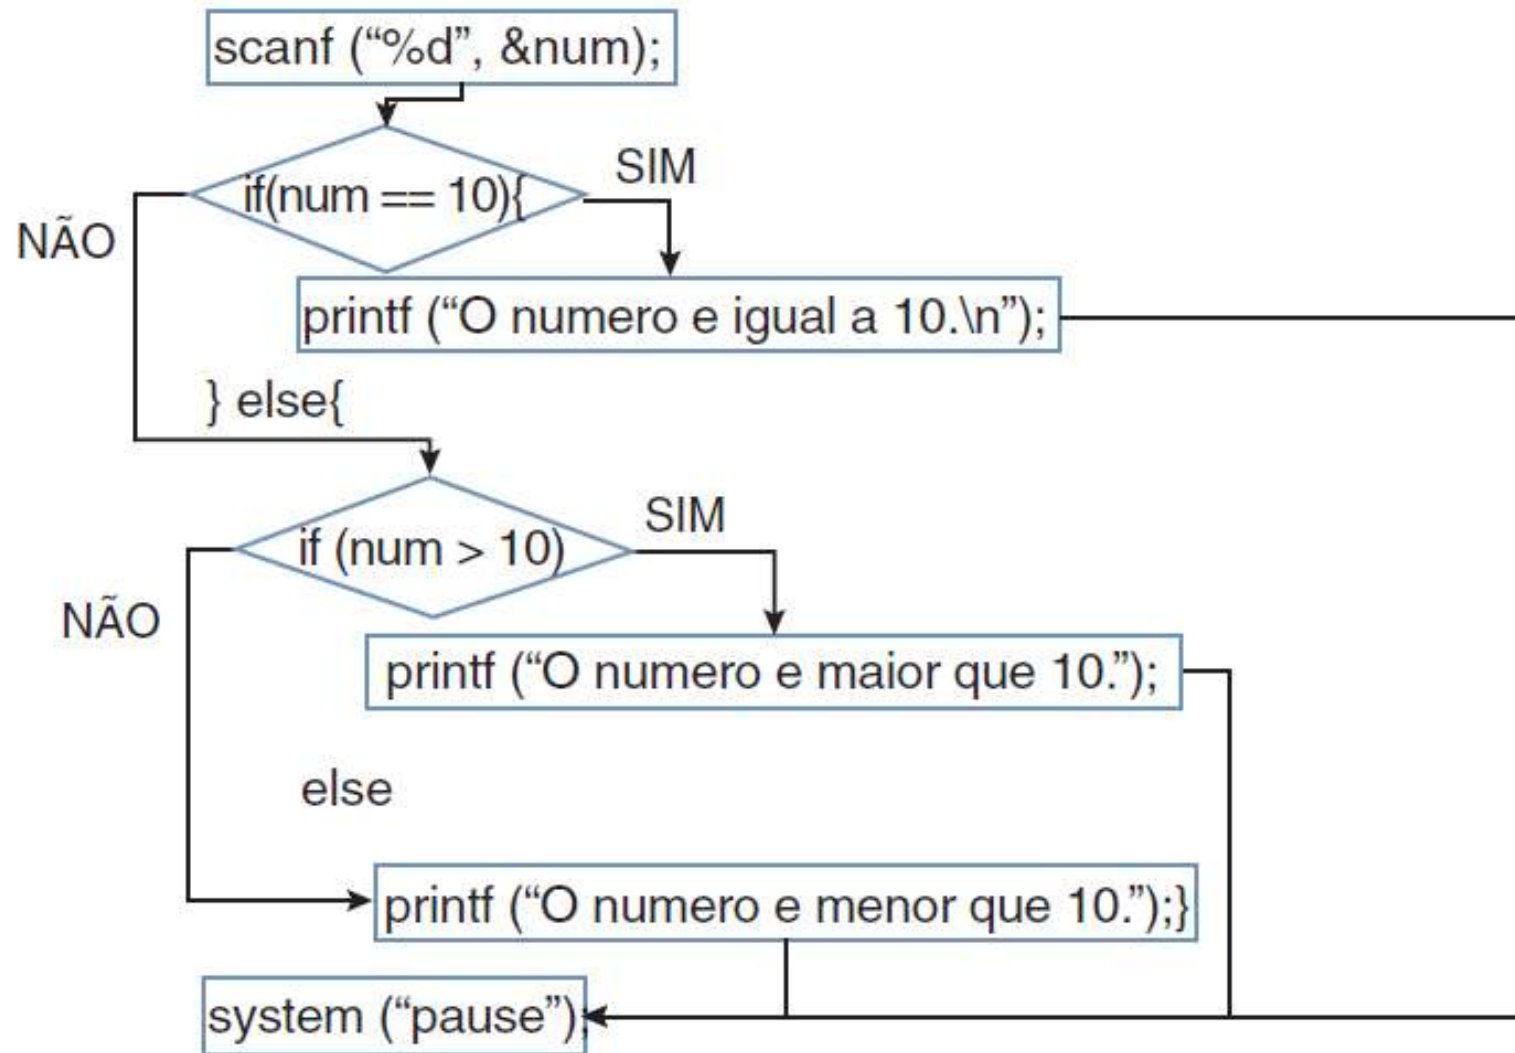 scanf (“%d”, &num);
SIM
if(num == 10){
NÃO
printf (“O numero e igual a 10.\n”);
} else{
SIM
if (num > 10)
NÃO
printf (“O numero e maior que 10.”);
else
printf (“O numero e menor que 10.”);}
system (“pause”);